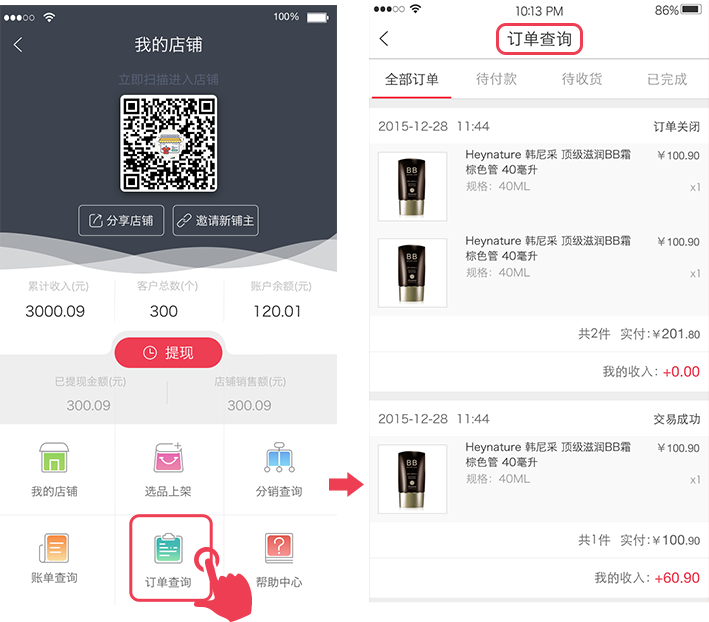 100%
我的店铺
立即扫描进入店铺
分享店铺
邀请新铺主
累计收入(元)
客户总数(个)
账户余额(元)
3000.09
300
120.01
提现
已提现金额(元)
店铺销售额(元)
300.09
300.09
我的店铺
选品上架
分销查询
账单查询
订单查询
帮助中心
10:13 PM
86%
订单查询
全部订单
待付款
待收货
已完成
2015-12-28 11:44
订单关闭
BB
Heynature 韩尼采 顶级滋润BB霜
棕色管 40毫升
¥100.90
规格：40ML
x1
BB
Heynature 韩尼采 顶级滋润BB霜
棕色管 40毫升
¥100.90
规格：40ML
x1
共2件 实付:¥201.80
我的收入：+0.00
2015-12-28 11:44
交易成功
BB
Heynature 韩尼采 顶级滋润BB霜
棕色管 40毫升
¥100.90
规格：40ML
x1
共1件 实付:¥100.90
我的收入：+60.90